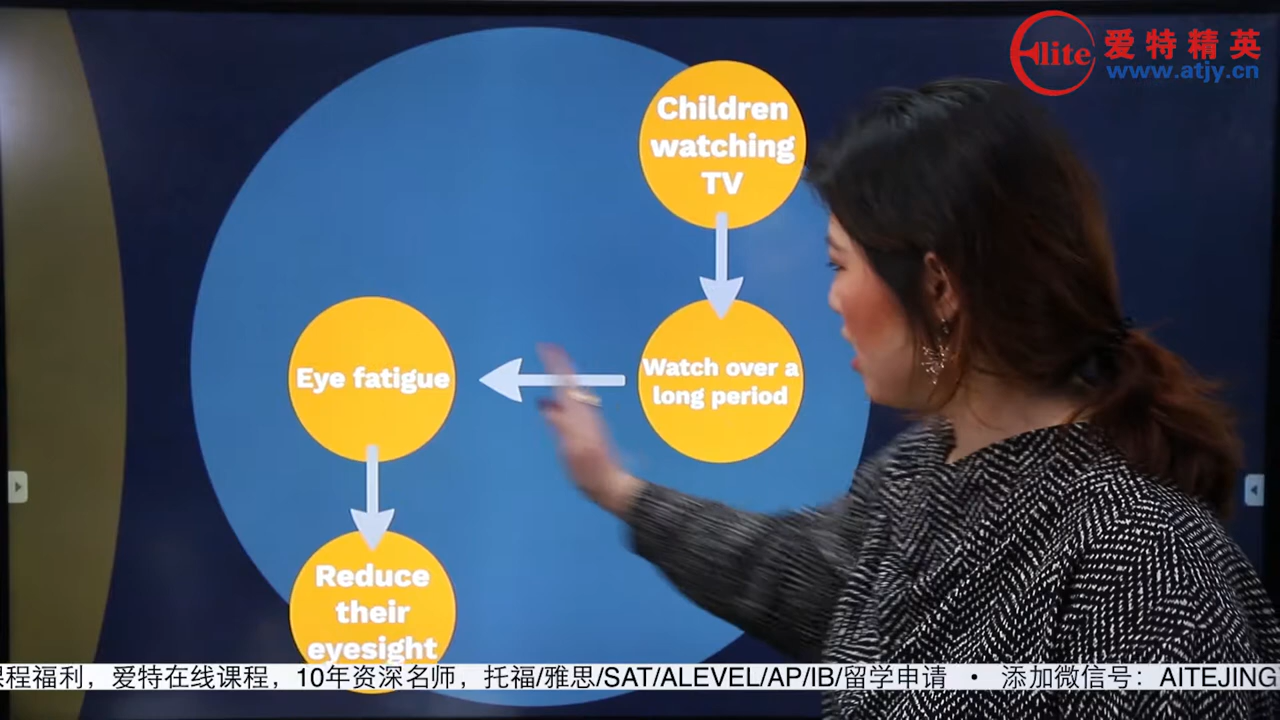 Elite 爱特精英
www.atjy.cn
Children
watching
TV
Watch over a
long period
Eye fatigue
Reduce
their
eyesight
课程福利，爱特在线课程，10年资深名师，托福/雅思/SAT/ALEVEL/AP/IB/留学申请 • 添加微信号：AITEJING